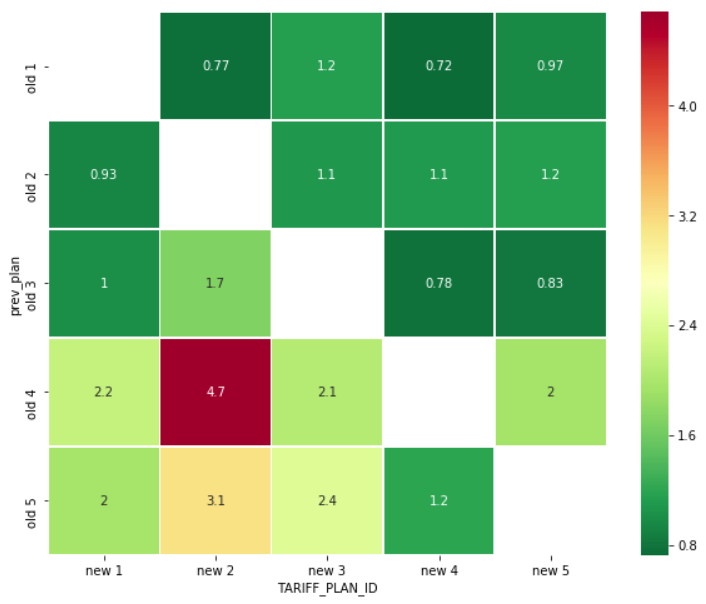 old 1 0.77 1.2 0.72 0.97
old 2 0.93 1.1 1.1 1.2
old 3 1 1.7 0.78 0.83
old 4 2.2 4.7 2.1 2
old 5 2 3.1 2.4 1.2
prev_plan
new 1 new 2 new 3 new 4 new 5
TARIFF_PLAN_ID
4.0
3.2
2.4
1.6
0.8